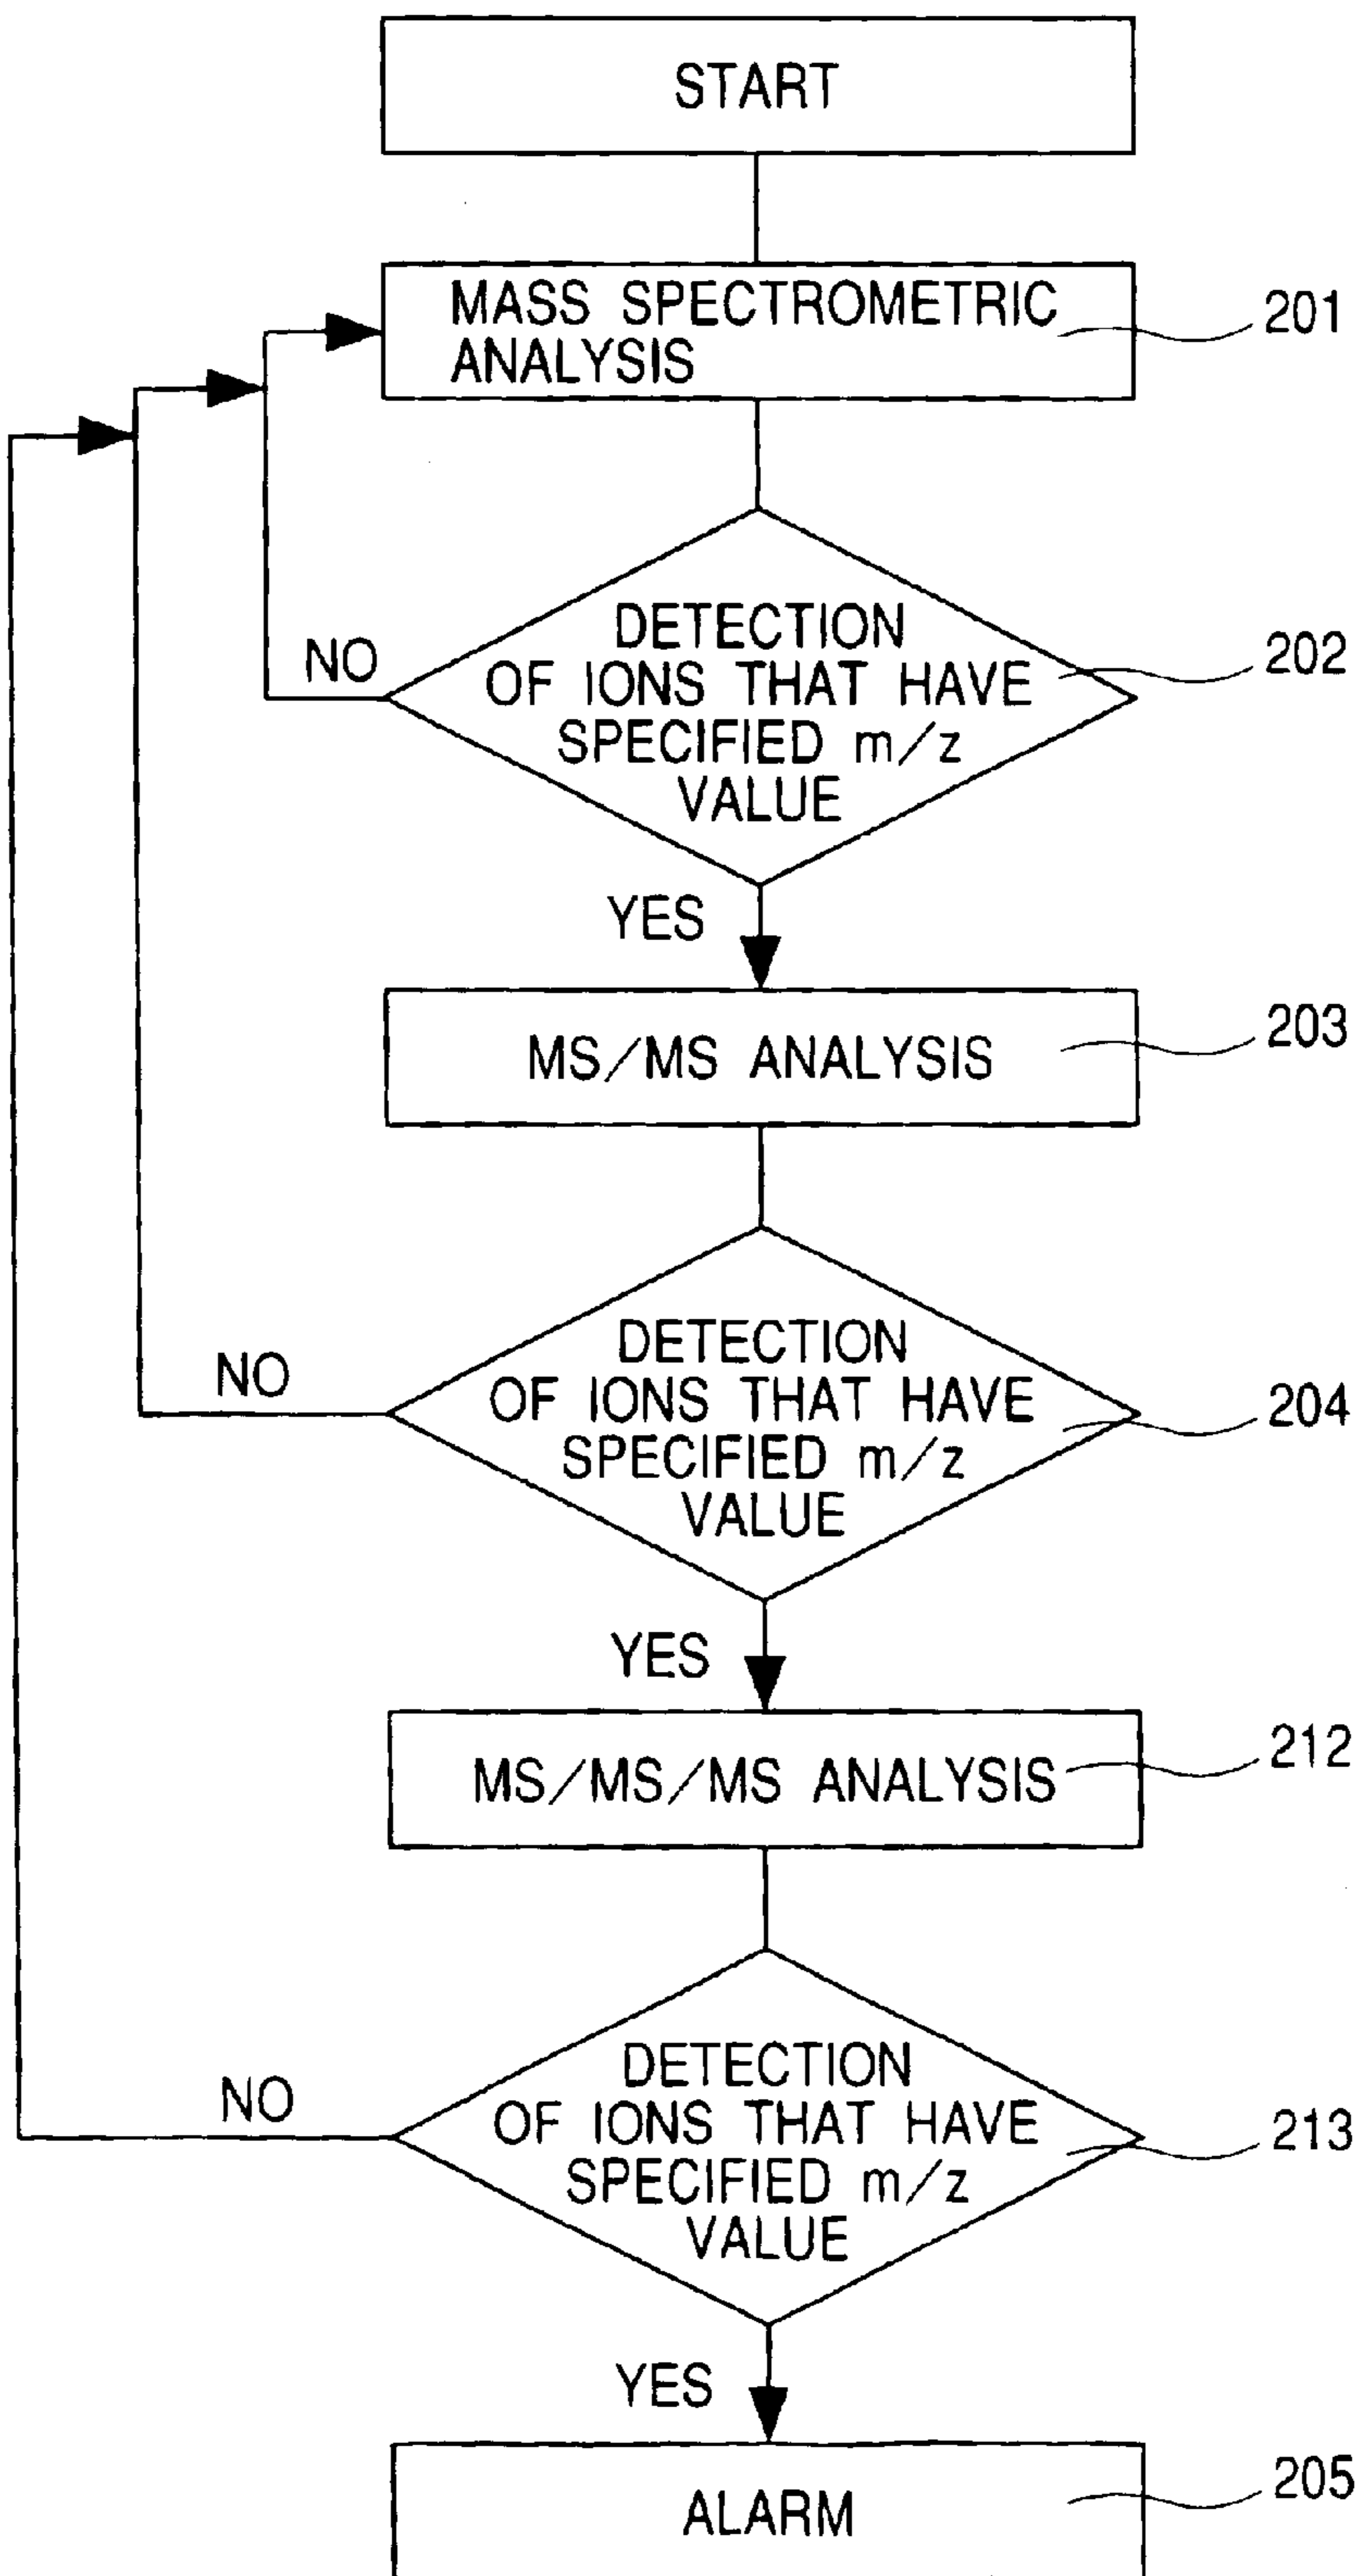 START
MASS SPECTROMETRIC
ANALYSIS
201
DETECTION
OF IONS THAT HAVE
SPECIFIED m/z
VALUE
202
NO
YES
MS/MS ANALYSIS
203
DETECTION
OF IONS THAT HAVE
SPECIFIED m/z
VALUE
204
NO
YES
MS/MS/MS ANALYSIS
212
DETECTION
OF IONS THAT HAVE
SPECIFIED m/z
VALUE
213
NO
YES
ALARM
205